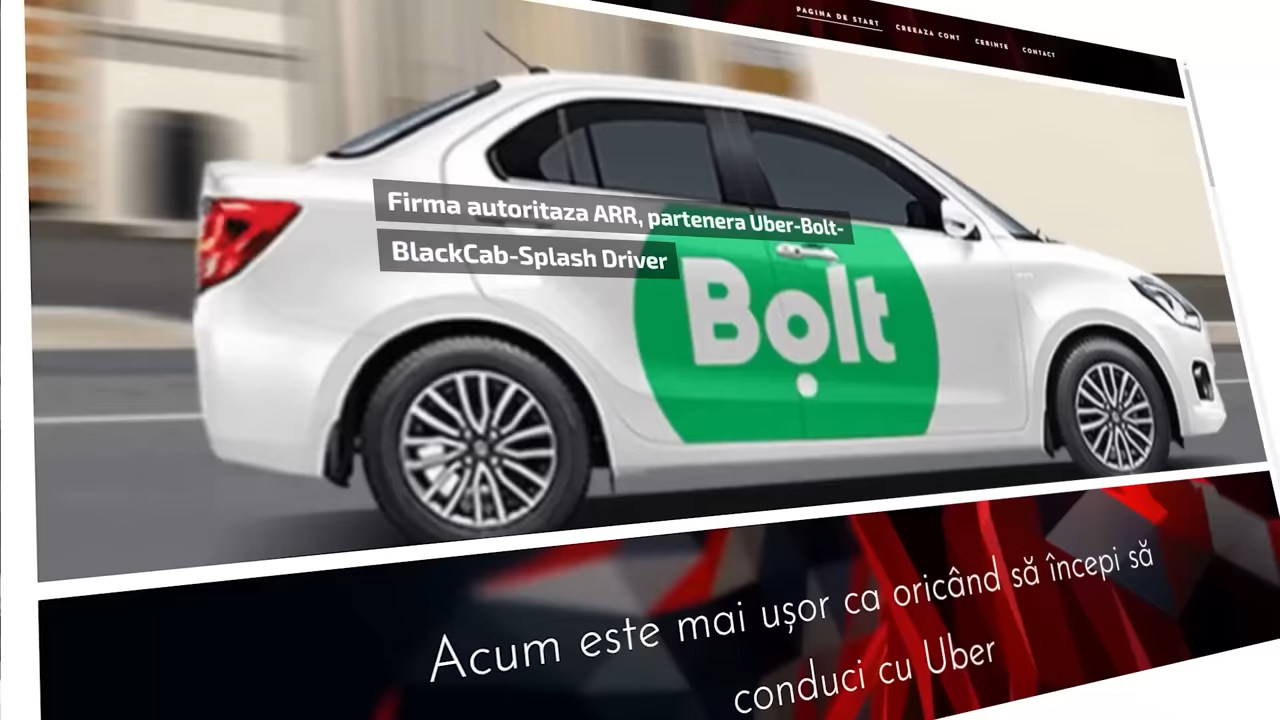 PAGINA DE START CREEAZA CONT CERINTE CONTACT
Firma autoritaza ARR, partenera Uber-Bolt-
BlackCab-Splash Driver
Bolt
Acum este mai ușor ca oricând să începi să
conduci cu Uber